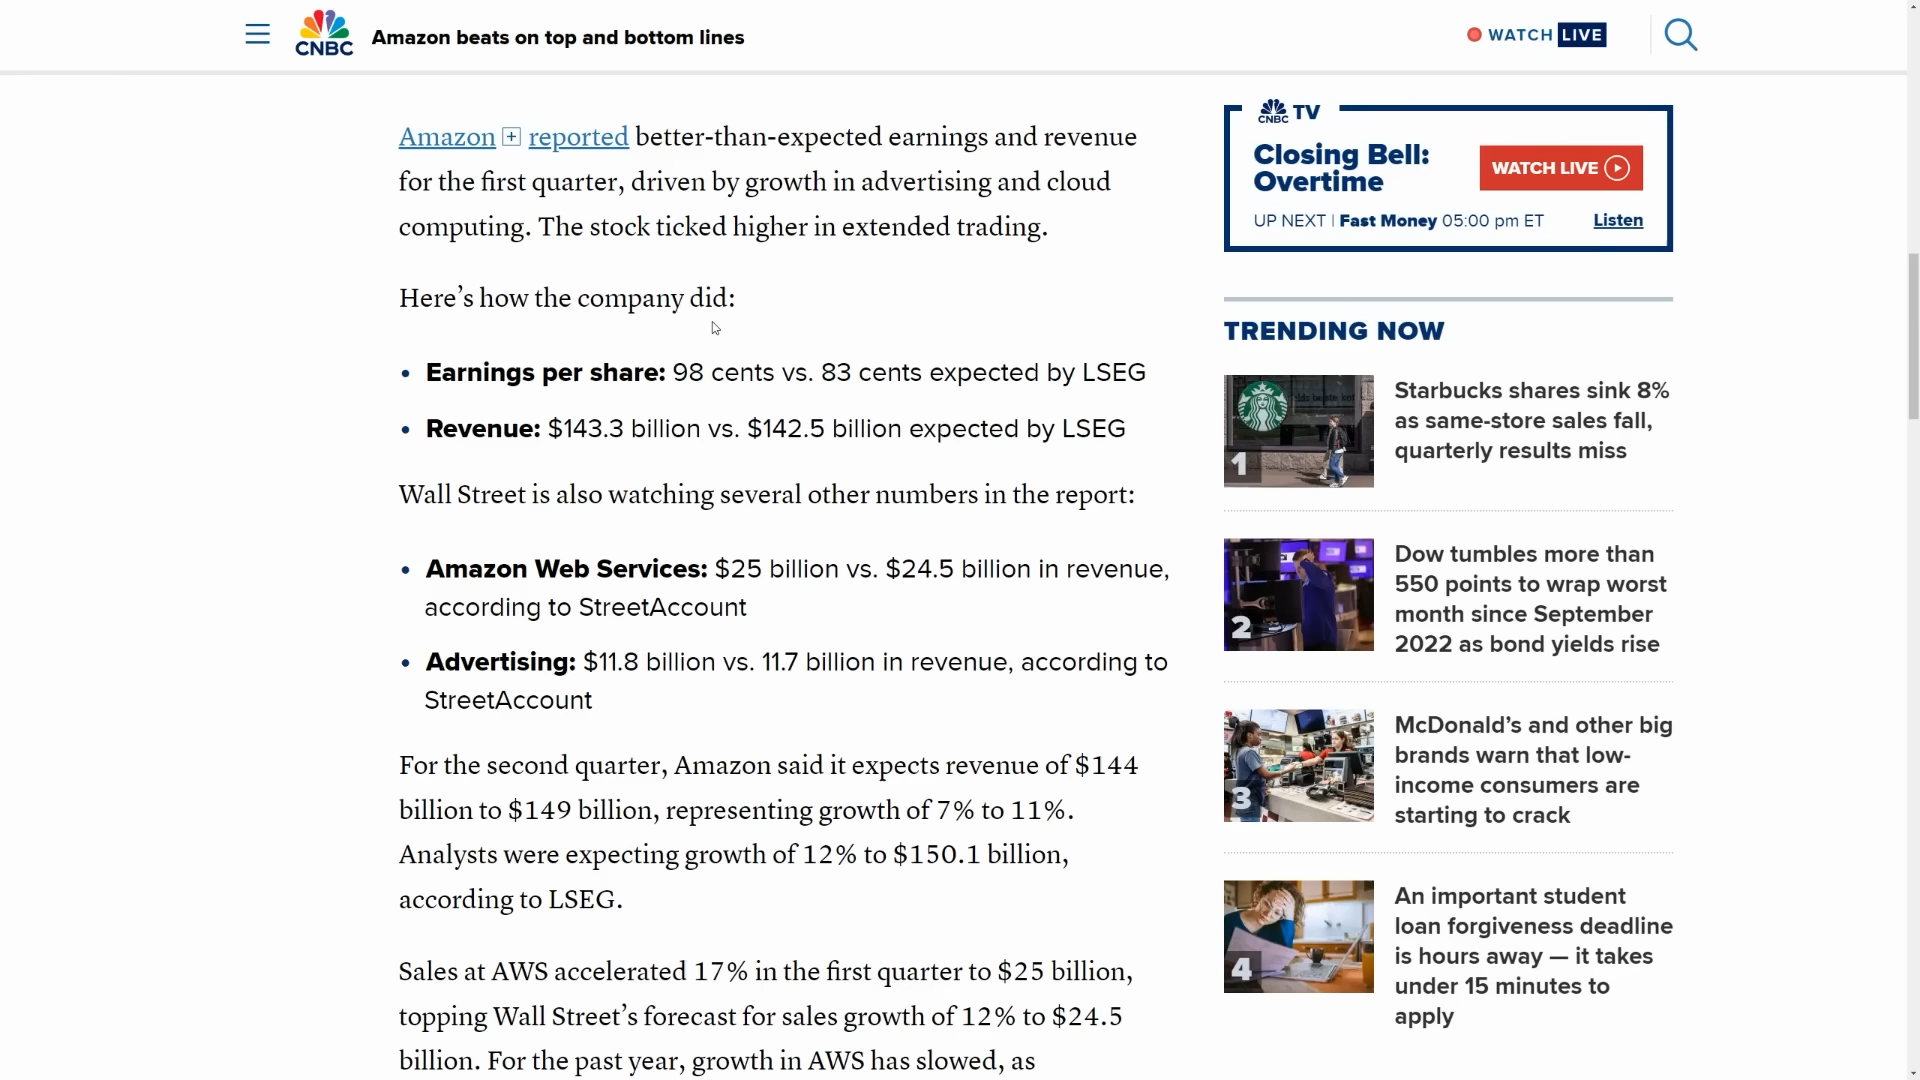 CNBC
Amazon beats on top and bottom lines
WATCH LIVE
Amazon reported better-than-expected earnings and revenue
for the first quarter, driven by growth in advertising and cloud
computing. The stock ticked higher in extended trading.
Here’s how the company did:
• Earnings per share: 98 cents vs. 83 cents expected by LSEG
• Revenue: $143.3 billion vs. $142.5 billion expected by LSEG
Wall Street is also watching several other numbers in the report:
• Amazon Web Services: $25 billion vs. $24.5 billion in revenue,
according to StreetAccount
• Advertising: $11.8 billion vs. 11.7 billion in revenue, according to
StreetAccount
For the second quarter, Amazon said it expects revenue of $144
billion to $149 billion, representing growth of 7% to 11%.
Analysts were expecting growth of 12% to $150.1 billion,
according to LSEG.
Sales at AWS accelerated 17% in the first quarter to $25 billion,
topping Wall Street’s forecast for sales growth of 12% to $24.5
billion. For the past year, growth in AWS has slowed, as
CNBC TV
Closing Bell:
Overtime
WATCH LIVE
UP NEXT | Fast Money 05:00 pm ET
Listen
TRENDING NOW
1
Starbucks shares sink 8%
as same-store sales fall,
quarterly results miss
2
Dow tumbles more than
550 points to wrap worst
month since September
2022 as bond yields rise
3
McDonald’s and other big
brands warn that low-
income consumers are
starting to crack
4
An important student
loan forgiveness deadline
is hours away — it takes
under 15 minutes to
apply